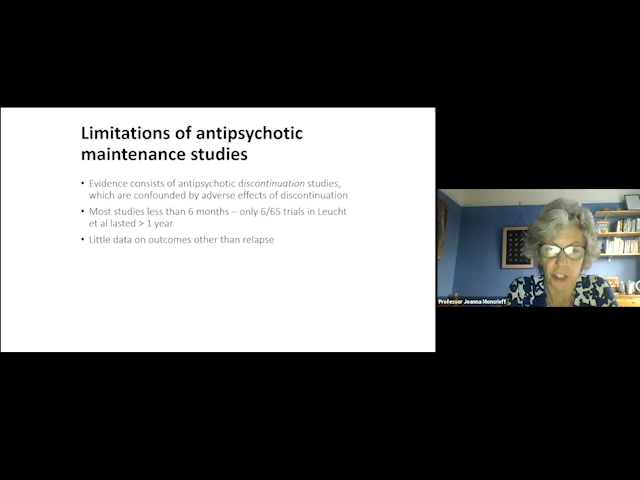 Limitations of antipsychotic
maintenance studies
• Evidence consists of antipsychotic discontinuation studies,
which are confounded by adverse effects of discontinuation
• Most studies less than 6 months – only 6/65 trials in Leucht
et al lasted > 1 year
• Little data on outcomes other than relapse
Professor Joanna Moncrieff